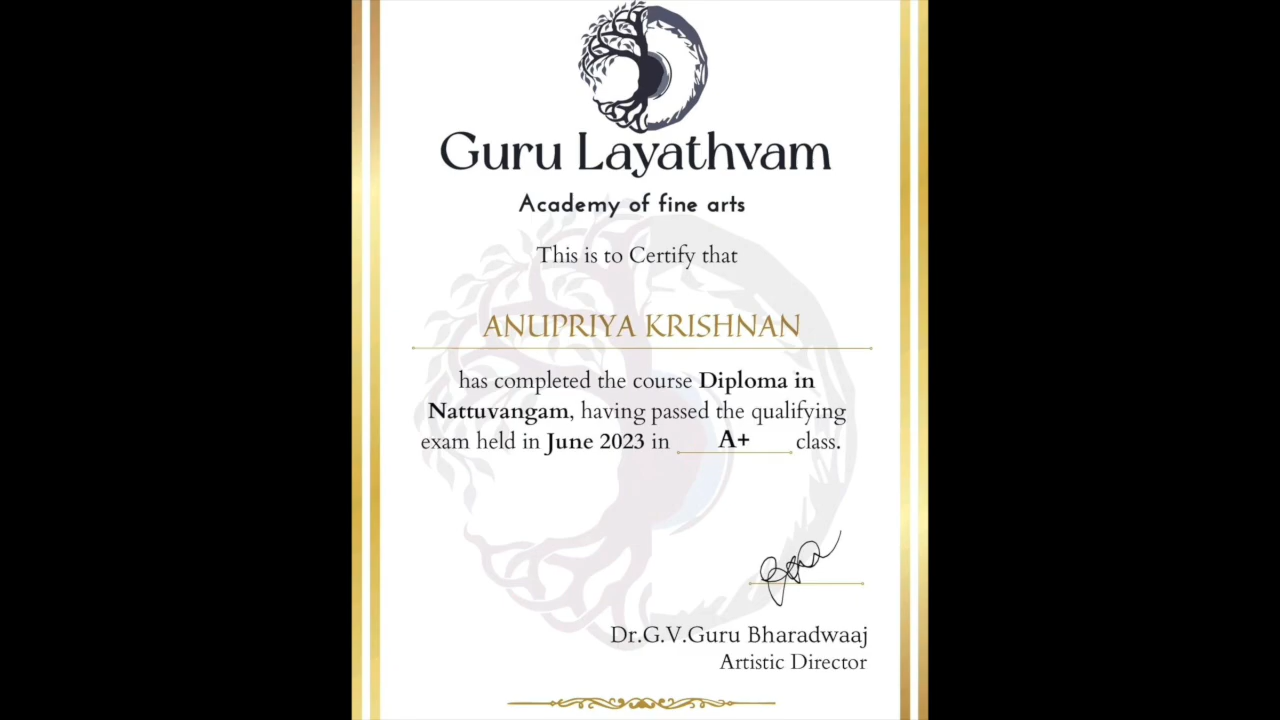 Guru Layathvam
Academy of fine arts
This is to Certify that
ANUPRIYA KRISHNAN
has completed the course Diploma in
Nattuvangam, having passed the qualifying
exam held in June 2023 in A+ class.
Dr.G.V.Guru Bharadwaaj
Artistic Director